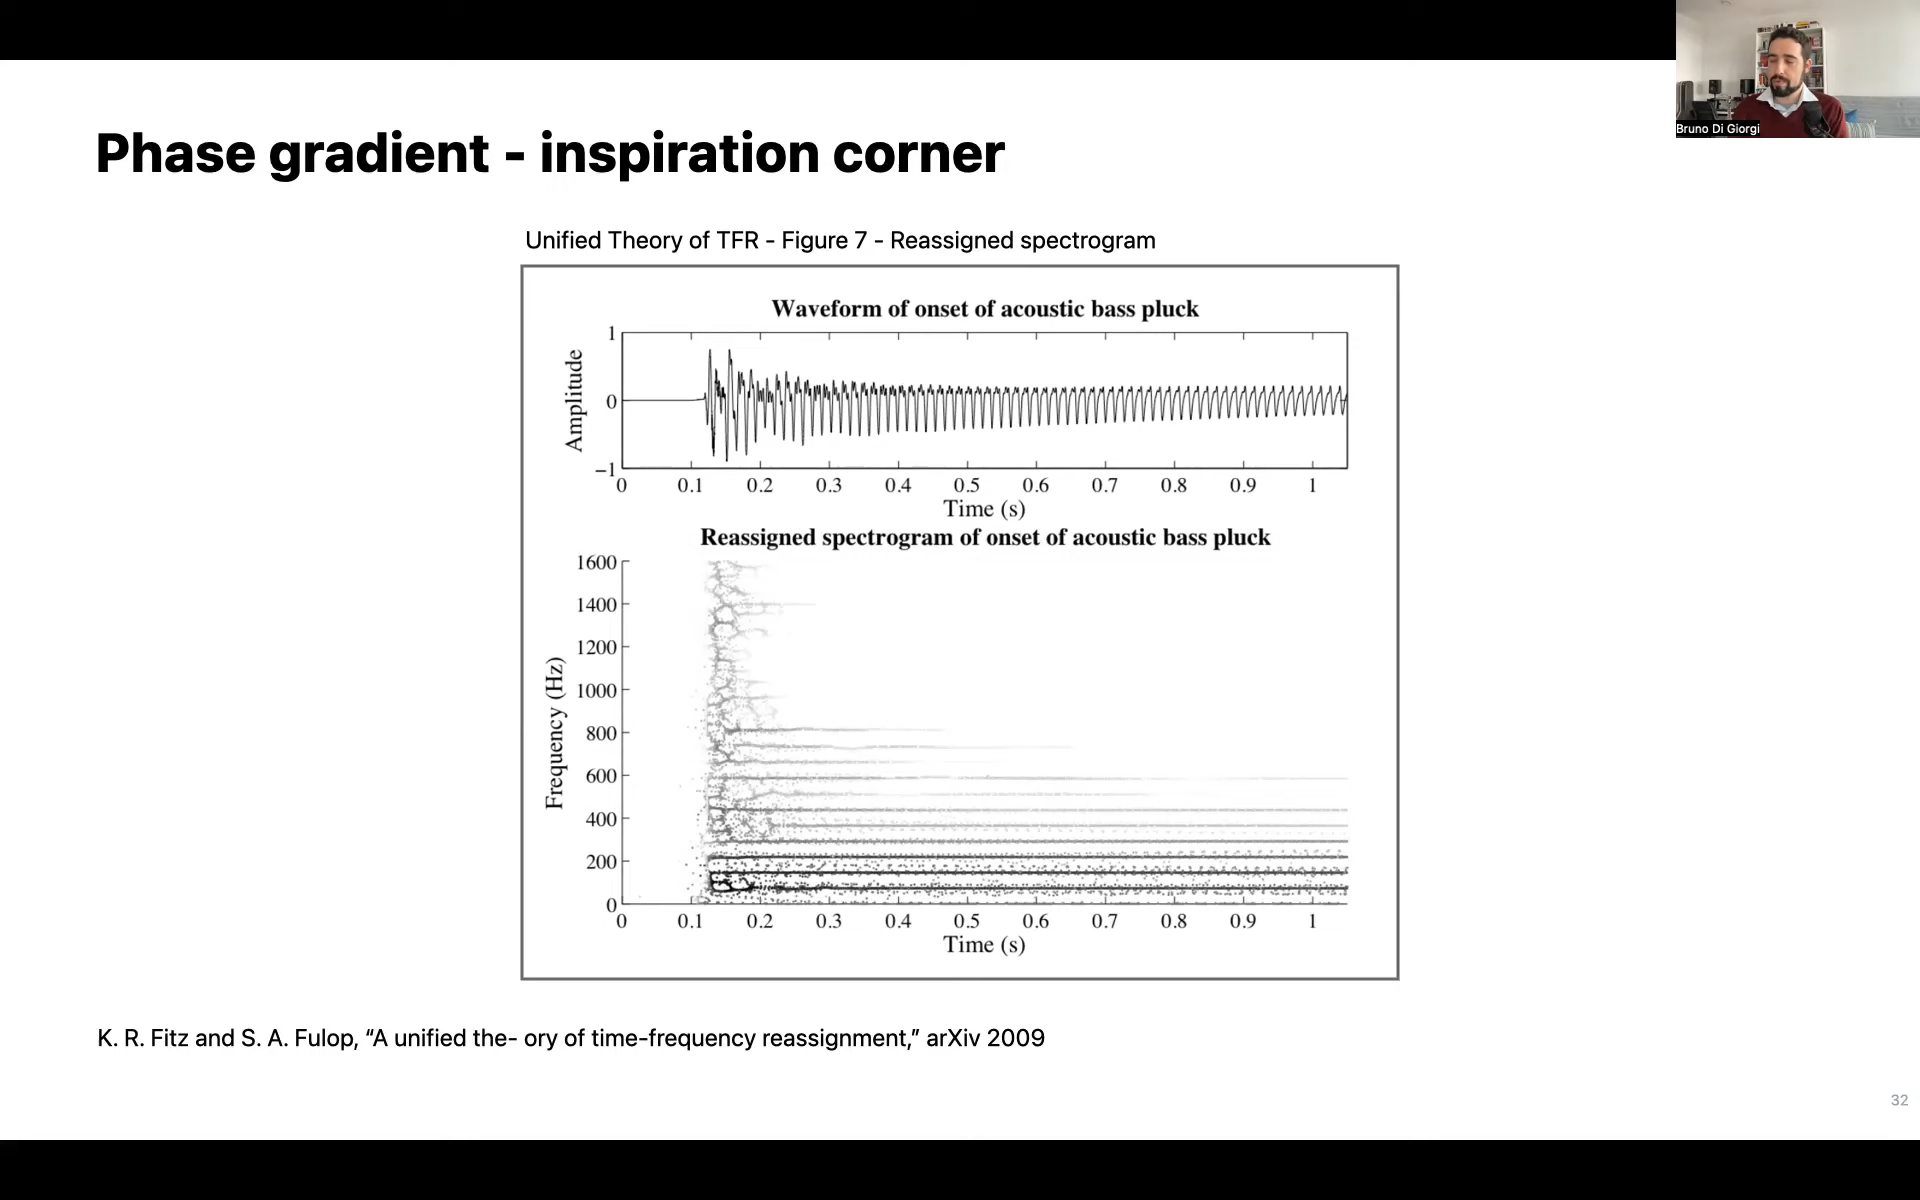 Bruno Di Giorgi
Phase gradient - inspiration corner
Unified Theory of TFR - Figure 7 - Reassigned spectrogram
Waveform of onset of acoustic bass pluck
Amplitude
1
0
−1
0 0.1 0.2 0.3 0.4 0.5 0.6 0.7 0.8 0.9 1
Time (s)
Reassigned spectrogram of onset of acoustic bass pluck
Frequency (Hz)
1600
1400
1200
1000
800
600
400
200
0
0 0.1 0.2 0.3 0.4 0.5 0.6 0.7 0.8 0.9 1
Time (s)
K. R. Fitz and S. A. Fulop, “A unified the- ory of time-frequency reassignment,” arXiv 2009
32